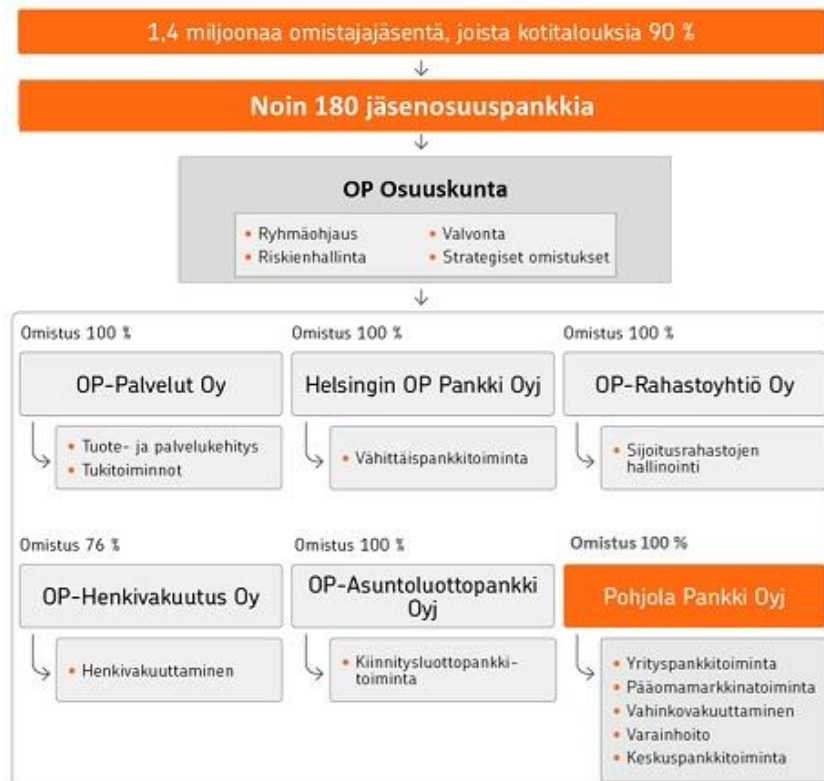 1,4 miljoonaa omistajajäsentä, joista kotitalouksia 90 %
Noin 180 jäsenosuuspankkia
OP Osuuskunta
• Ryhmäohjaus
• Riskienhallinta
• Valvonta
• Strategiset omistukset
Omistus 100 %
OP-Palvelut Oy
• Tuote- ja palvelukehitys
• Tukitoiminnot
Omistus 100 %
Helsingin OP Pankki Oyj
• Vähittäispankkitoiminta
Omistus 100 %
OP-Rahastoyhtiö Oy
• Sijoitusrahastojen
hallinointi
Omistus 76 %
OP-Henkivakuutus Oy
• Henkivakuuttaminen
Omistus 100 %
OP-Asuntoluottopankki
Oyj
• Kiinnitysluottopankki-
toiminta
Omistus 100 %
Pohjola Pankki Oyj
• Yrityspankkitoiminta
• Pääomamarkkinatoiminta
• Vahinkovakuuttaminen
• Varainhoito
• Keskuspankkitoiminta